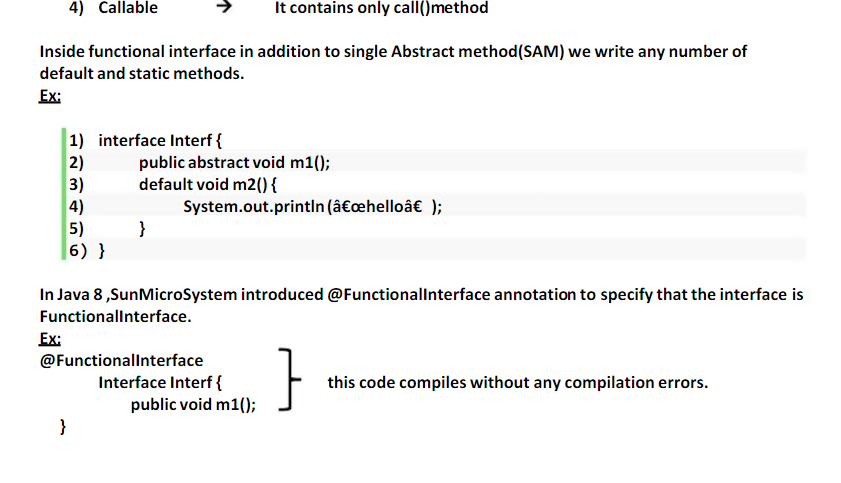 4) Callable → It contains only call()method
Inside functional interface in addition to single Abstract method(SAM) we write any number of
default and static methods.
Ex:
1) interface Interf {
2) public abstract void m1();
3) default void m2() {
4) System.out.println (â€œhelloâ€ );
5) }
6) }
In Java 8 ,SunMicroSystem introduced @FunctionalInterface annotation to specify that the interface is
FunctionalInterface.
Ex:
@FunctionalInterface
Interface Interf {
this code compiles without any compilation errors.
public void m1();
}